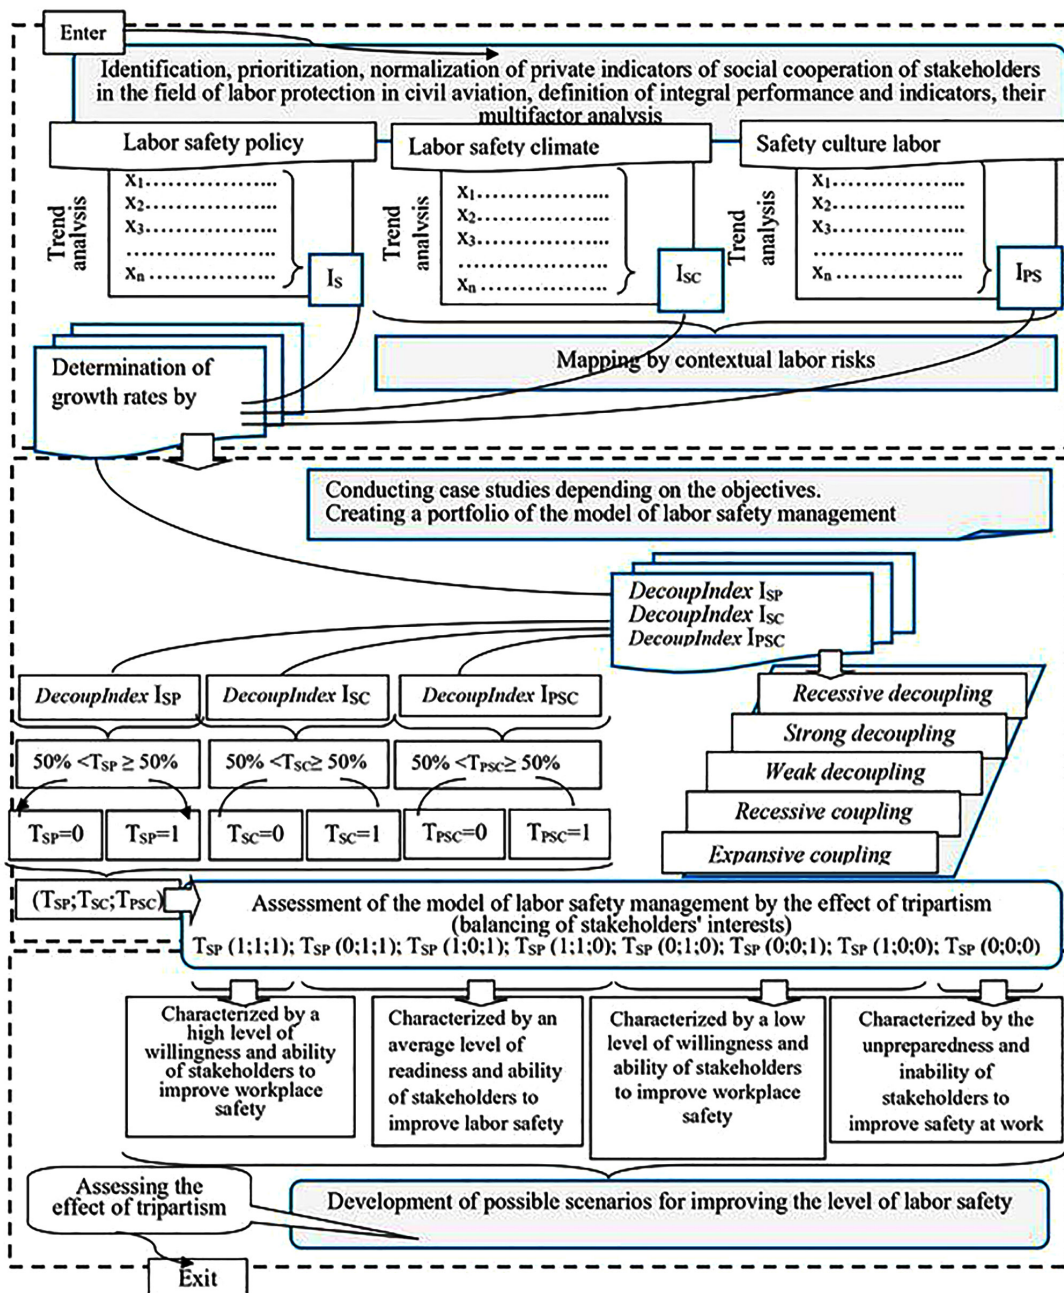 Enter
Identification, prioritization, normalization of private indicators of social cooperation of stakeholders
in the field of labor protection in civil aviation, definition of integral performance and indicators, their
multifactor analysis
Labor safety policy
Labor safety climate
Safety culture labor
Trend
analysis
X1………………...
X2………………..
X3………………..
………………..
Xn………………
IS
Trend
analysis
X1………………...
X2………………..
X3………………..
………………..
Xn………………
ISC
Trend
analysis
X1………………...
X2………………..
X3………………..
………………..
Xn………………
IPS
Determination of
growth rates by
Mapping by contextual labor risks
Conducting case studies depending on the objectives.
Creating a portfolio of the model of labor safety management
DecoupIndex ISP
DecoupIndex ISC
DecoupIndex IPSC
DecoupIndex ISP
DecoupIndex ISC
DecoupIndex IPSC
50% <TSP ≥ 50%
50% <TSC≥ 50%
50% <TPSC≥ 50%
TSP=0
TSP=1
TSC=0
TSC=1
TPSC=0
TPSC=1
Recessive decoupling
Strong decoupling
Weak decoupling
Recessive coupling
Expansive coupling
(TSP;TSC;TPSC)
Assessment of the model of labor safety management by the effect of tripartism
(balancing of stakeholders' interests)
TSP (1;1;1); TSP (0;1;1); TSP (1;0;1); TSP (1;1;0); TSP (0;1;0); TSP (0;0;1); TSP (1;0;0); TSP (0;0;0)
Characterized by a
high level of
willingness and ability
of stakeholders to
improve workplace
safety
Characterized by an
average level of
readiness and ability
of stakeholders to
improve labor safety
Characterized by a low
level of willingness and
ability of stakeholders
to improve workplace
safety
Characterized by the
unpreparedness and
inability of
stakeholders to
improve safety at work
Assessing the
effect of tripartism
Development of possible scenarios for improving the level of labor safety
Exit